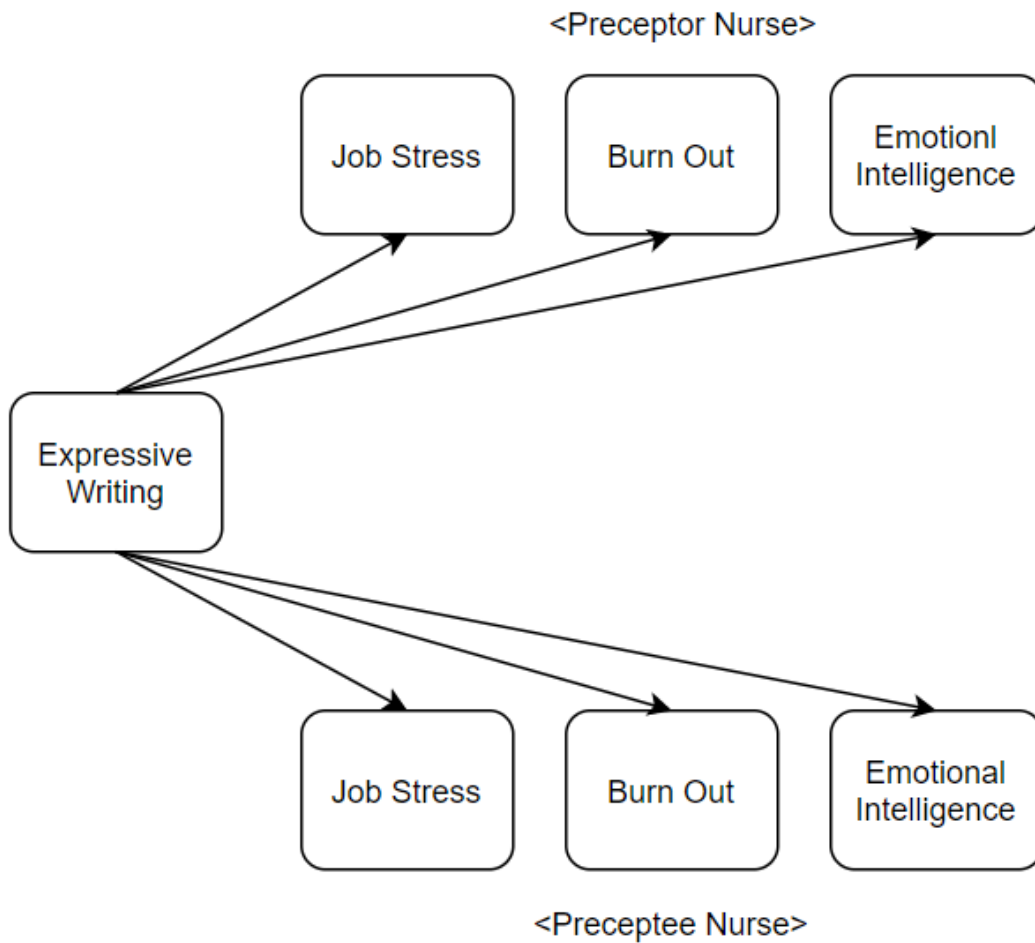 <Preceptor Nurse>
Job Stress
Burn Out
Emotionl
Intelligence
Expressive
Writing
Job Stress
Burn Out
Emotional
Intelligence
<Preceptee Nurse>